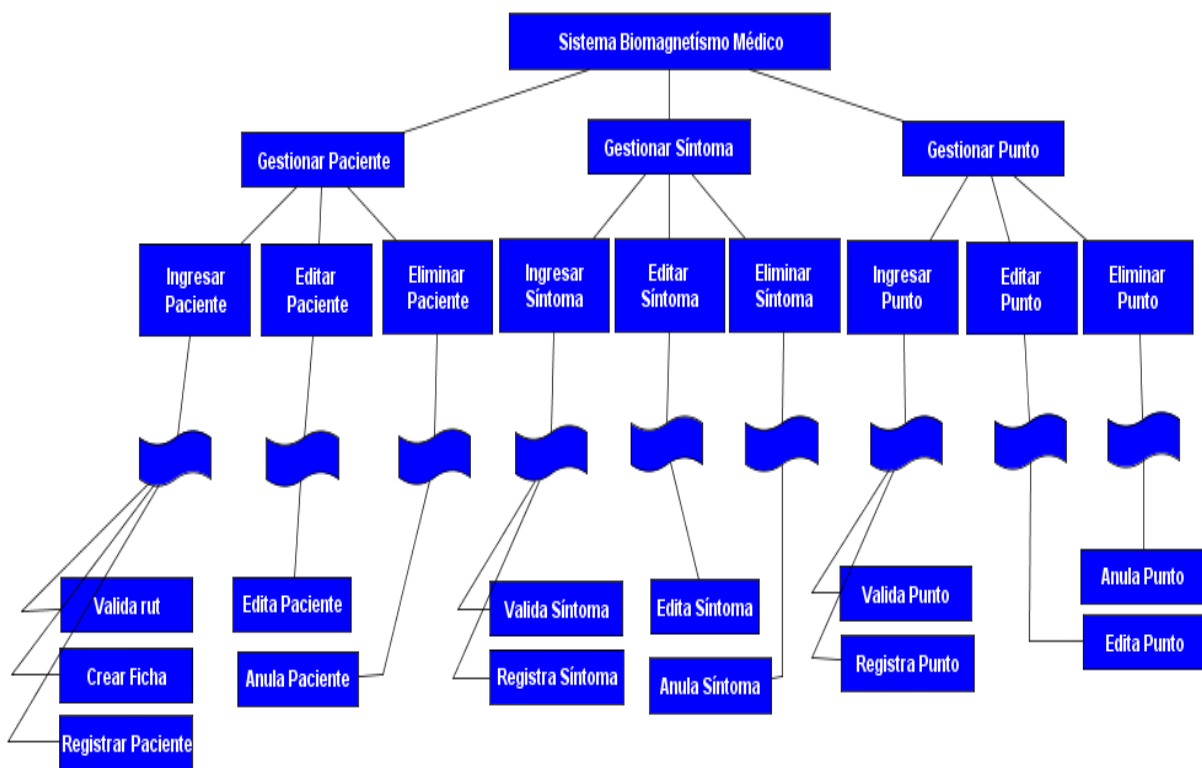 Sistema Biomagnetísmo Médico
Gestionar Paciente
Gestionar Síntoma
Gestionar Punto
Ingresar
Paciente
Editar
Paciente
Eliminar
Paciente
Ingresar
Síntoma
Editar
Síntoma
Eliminar
Síntoma
Ingresar
Punto
Editar
Punto
Eliminar
Punto
Valida rut
Crear Ficha
Registrar Paciente
Edita Paciente
Anula Paciente
Valida Síntoma
Registra Síntoma
Edita Síntoma
Anula Síntoma
Valida Punto
Registra Punto
Anula Punto
Edita Punto